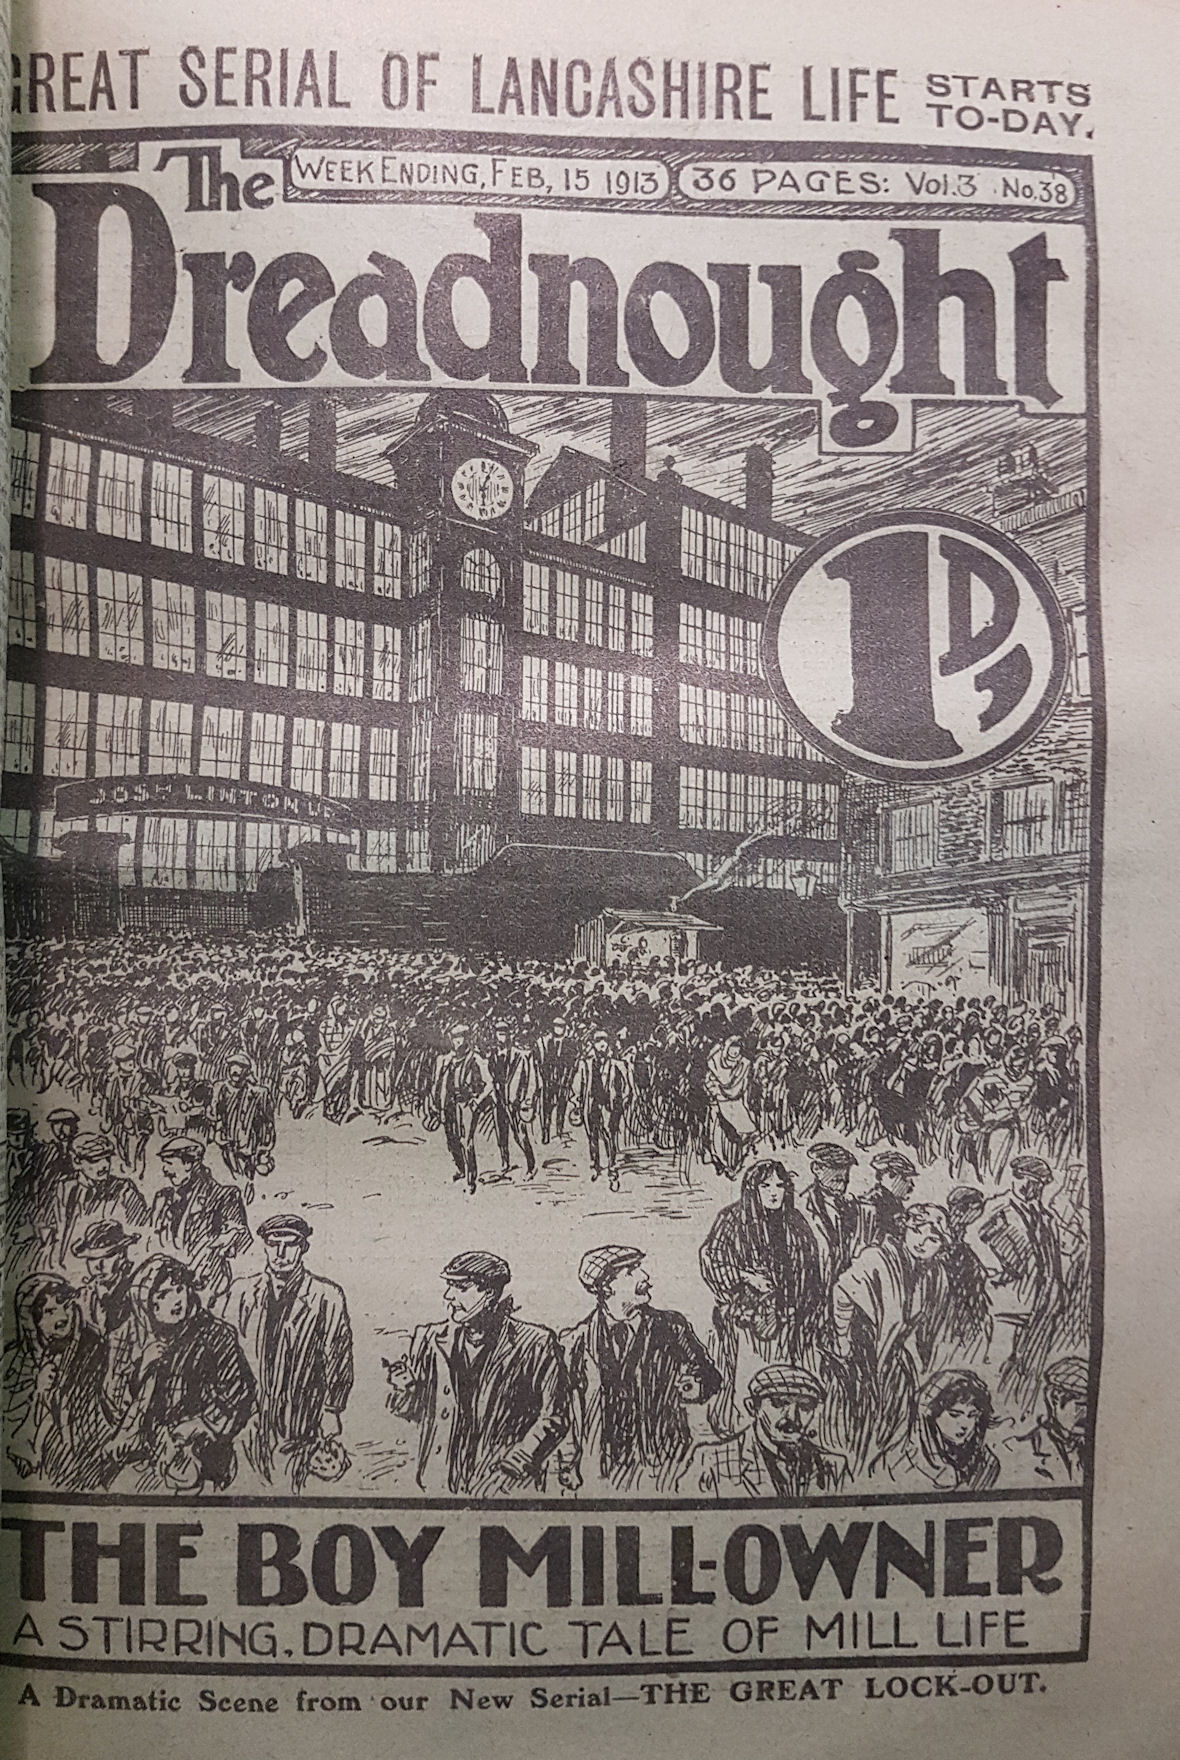 GREAT SERIAL OF LANCASHIRE LIFE STARTS TO-DAY.
The
WEEK ENDING, FEB, 15 1913 36 PAGES: Vol.3 No.38
Dreadnought
1D,
JOSH LINTON
THE BOY MILL-OWNER
A STIRRING, DRAMATIC TALE OF MILL LIFE
A Dramatic Scene from our New Serial—THE GREAT LOCK-OUT.